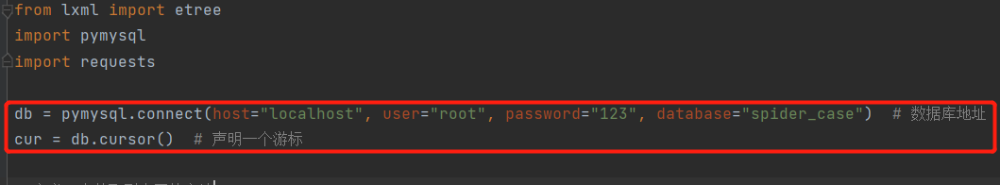 from lxml import etree
import pymysql
import requests
db = pymysql.connect(host="localhost", user="root", password="123", database="spider_case")  # 数据库地址
cur = db.cursor()  # 声明一个游标